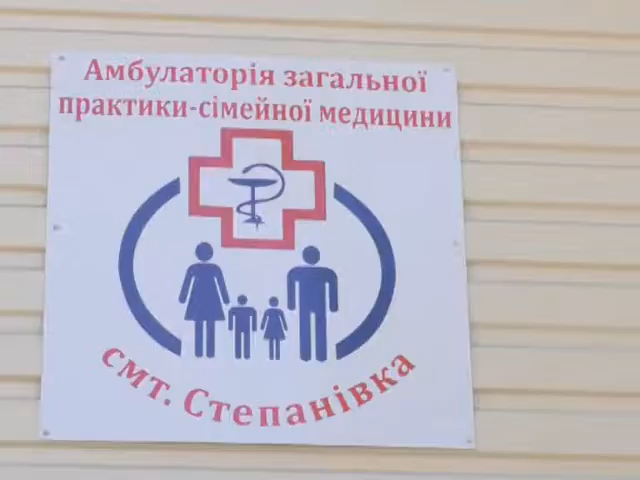 Амбулаторія загальної
практики-сімейної медицини
смт. Степанівка